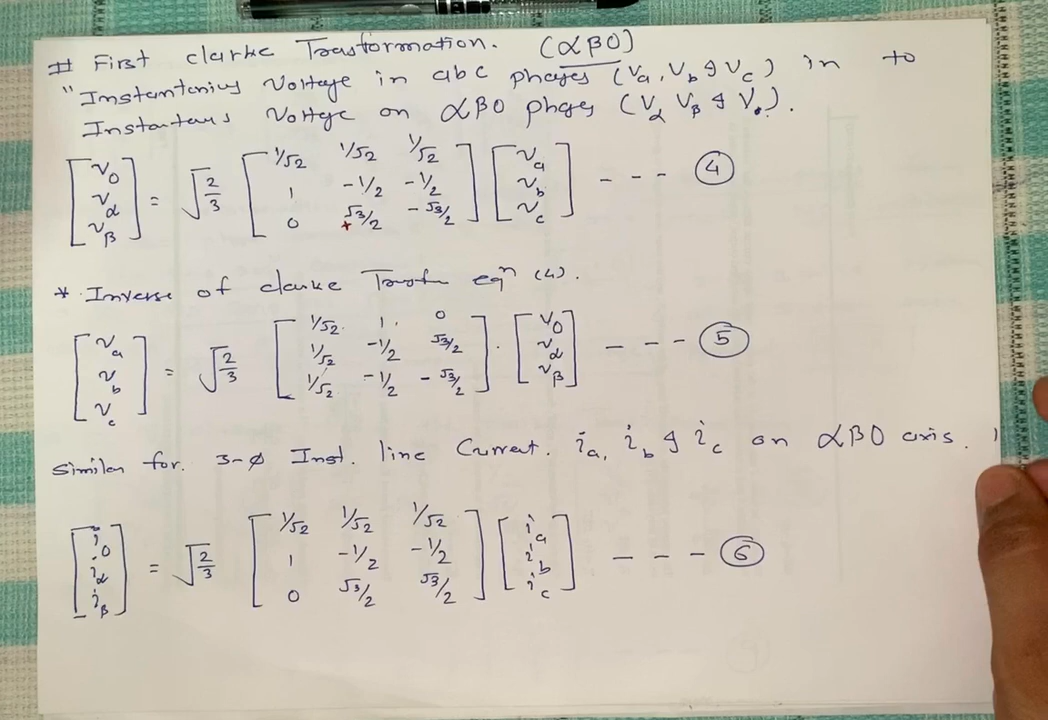 # First clarke Transformation. (αβ0)
"Instantanius Voltage in abc phases (Va, Vb & Vc) in to
Instantaus Voltage on αβ0 phases (Vα Vβ & V0).
[v0 vα vβ] = √2/3 [1/√2 1/√2 1/√2; 1 -1/2 -1/2; 0 +√3/2 -√3/2] [va vb vc] --- (4)
* Inverse of clarke Transfn eqn (4).
[va vb vc] = √2/3 [1/√2 1 0; 1/√2 -1/2 √3/2; 1/√2 -1/2 -√3/2] . [V0 vα vβ] --- (5)
Similar for. 3-ø Inst. line Current. ia, ib & ic on αβ0 axis.
[i0 iα iβ] = √2/3 [1/√2 1/√2 1/√2; 1 -1/2 -1/2; 0 √3/2 √3/2] [ia ib ic] --- (6)